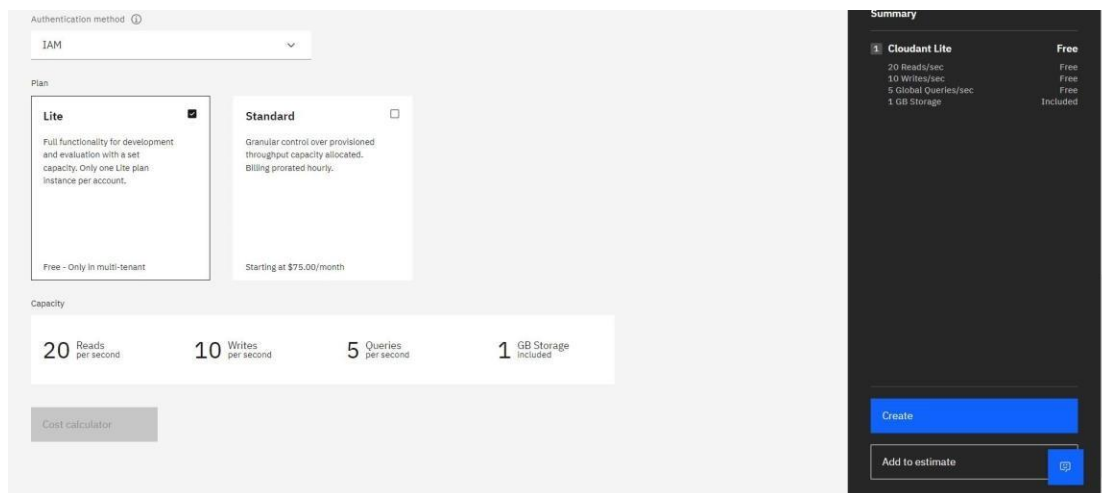 Authentication method
IAM
Plan
Lite
Full functionality for development
and evaluation with a set
capacity. Only one Lite plan
instance per account.
Free - Only in multi-tenant
Standard
Granular control over provisioned
throughput capacity allocated.
Billing prorated hourly.
Starting at $75.00/month
Capacity
20 Reads per second
10 Writes per second
5 Queries per second
1 GB Storage included
Cost calculator
Summary
1 Cloudant Lite Free
20 Reads/sec Free
10 Writes/sec Free
5 Global Queries/sec Free
1 GB Storage Included
Create
Add to estimate